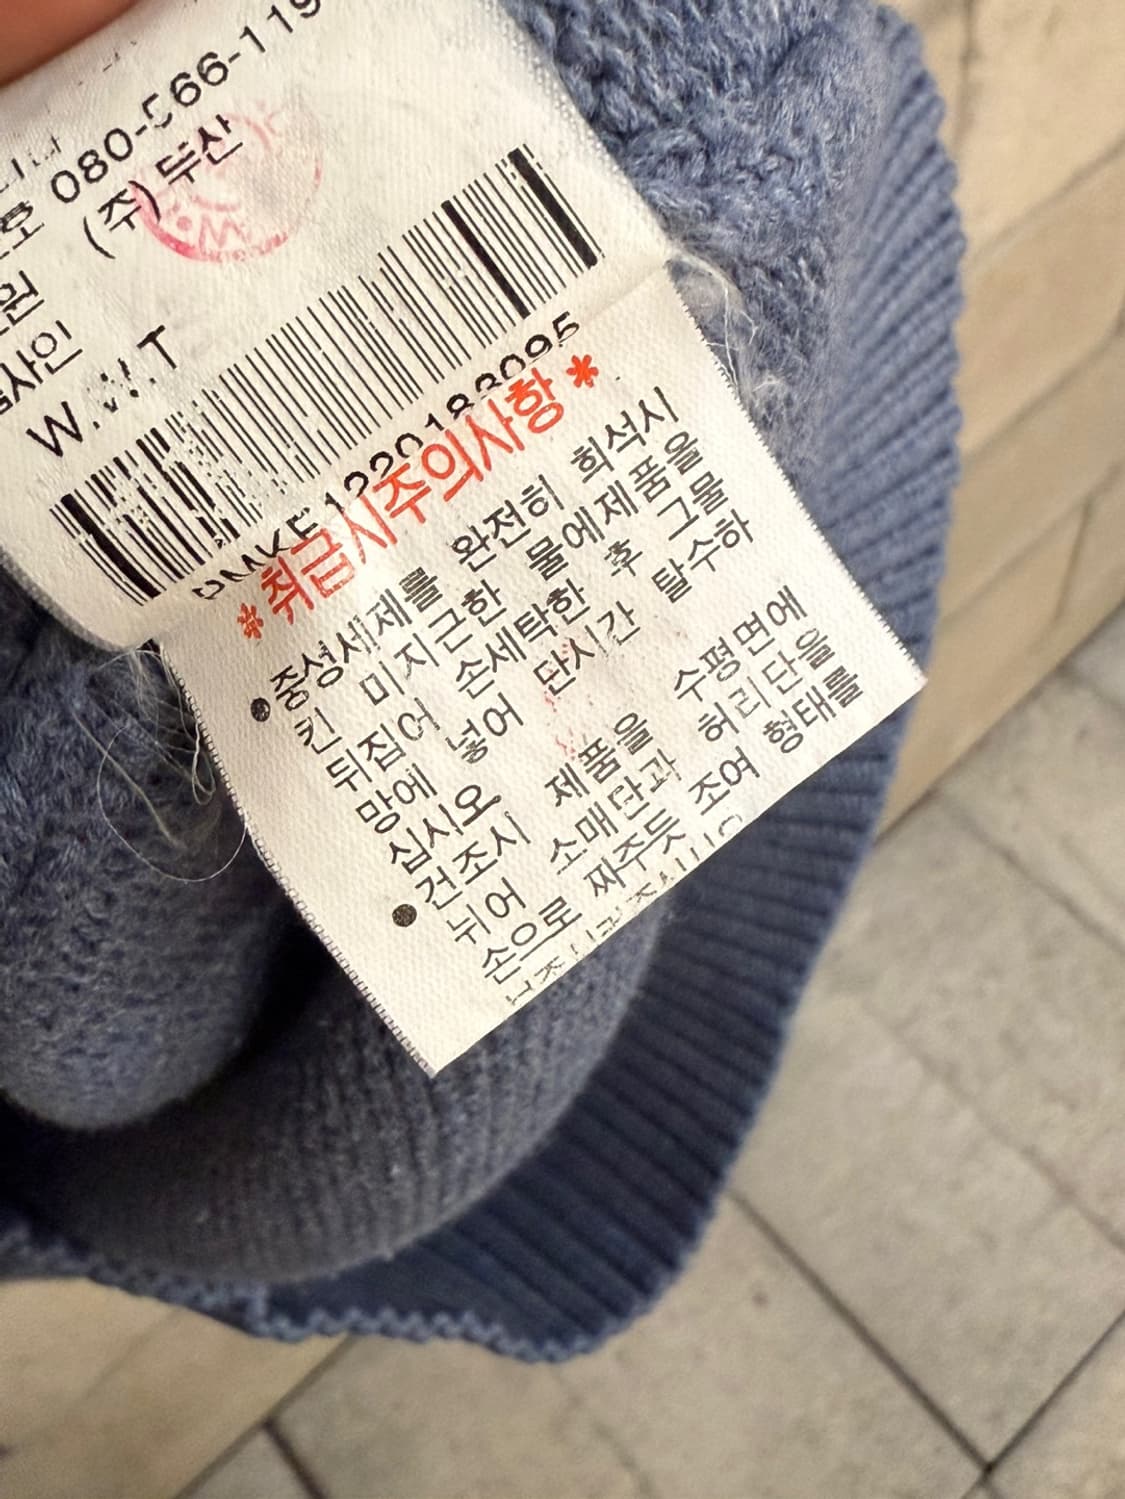 080-566-119
(주)두산
W.W.T
*취급시주의사항*
●중성세제를 완전히 희석시
킨 미지근한 물에제품을
뒤집어 손세탁한 후 그물
망에 넣어 단시간 탈수하
십시오
●건조시 제품을 수평면에
뉘어 소매단과 허리단을
손으로 짜주듯 조여 형태를